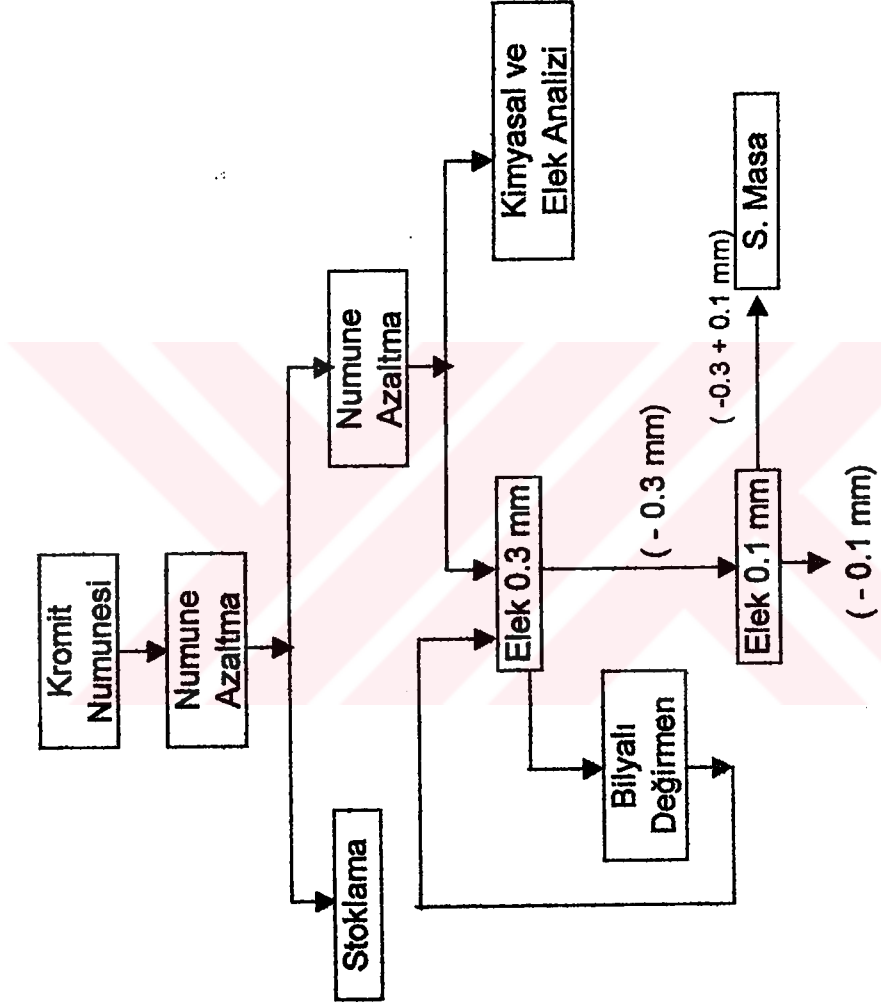 Kromit
Numunesi
Numune
Azaltma
Stoklama
Numune
Azaltma
Elek 0.3 mm
Kimyasal ve
Elek Analizi
Bilyalı
Değirmen
( - 0.3 mm)
Elek 0.1 mm
( -0.3 + 0.1 mm)
S. Masa
( - 0.1 mm)